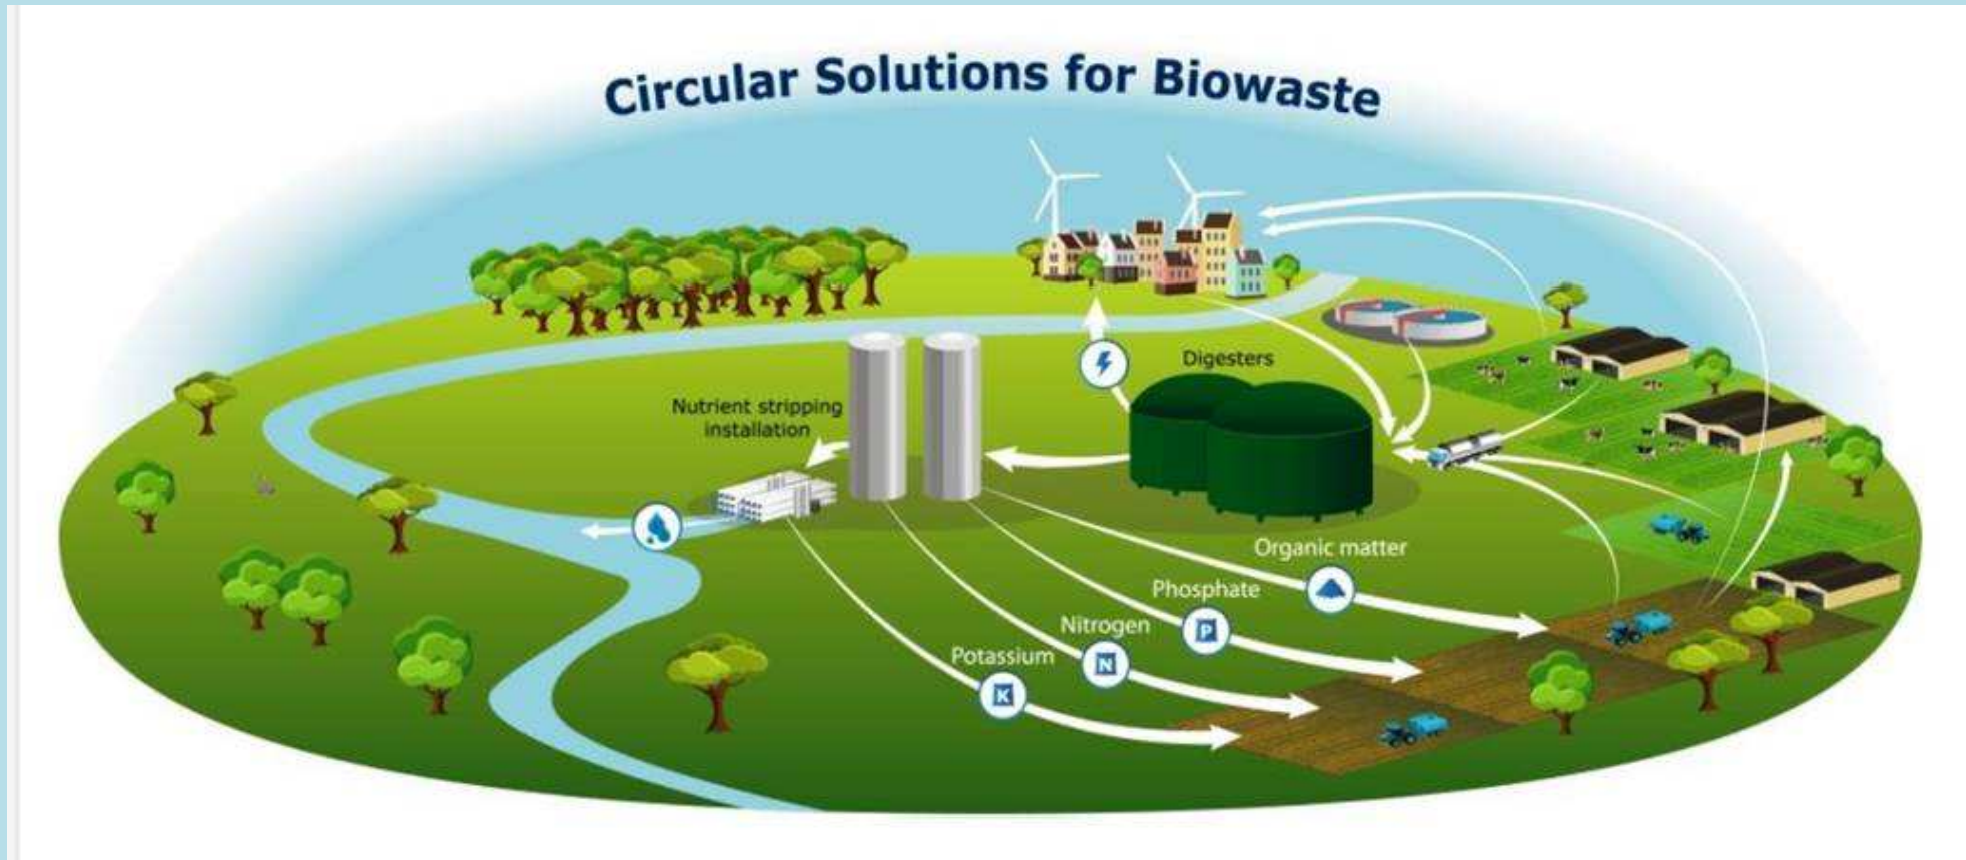 Circular Solutions for Biowaste
Digesters
Nutrient stripping
installation
Organic matter
Phosphate
P
Nitrogen
N
Potassium
K